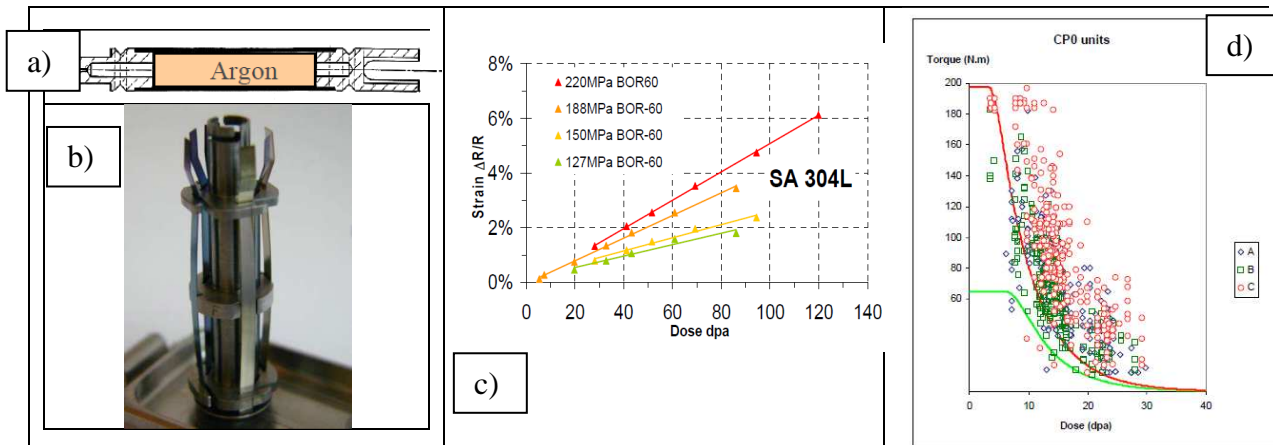 a)
Argon
b)
8%
6%
4%
2%
0%
Strain ΔR/R
220MPa BOR60
188MPa BOR-60
150MPa BOR-60
127MPa BOR-60
SA 304L
0 20 40 60 80 100 120 140
Dose dpa
c)
d)
CP0 units
Torque (N.m)
200
180
160
140
120
100
80
60
0 10 20 30 40
Dose (dpa)
A
B
C